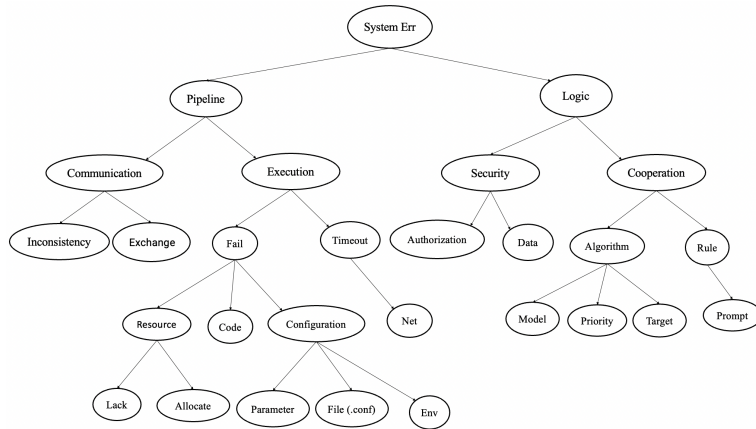 System Err
Pipeline
Logic
Communication
Execution
Security
Cooperation
Inconsistency
Exchange
Fail
Timeout
Authorization
Data
Algorithm
Rule
Resource
Code
Configuration
Net
Model
Priority
Target
Prompt
Lack
Allocate
Parameter
File (.conf)
Env